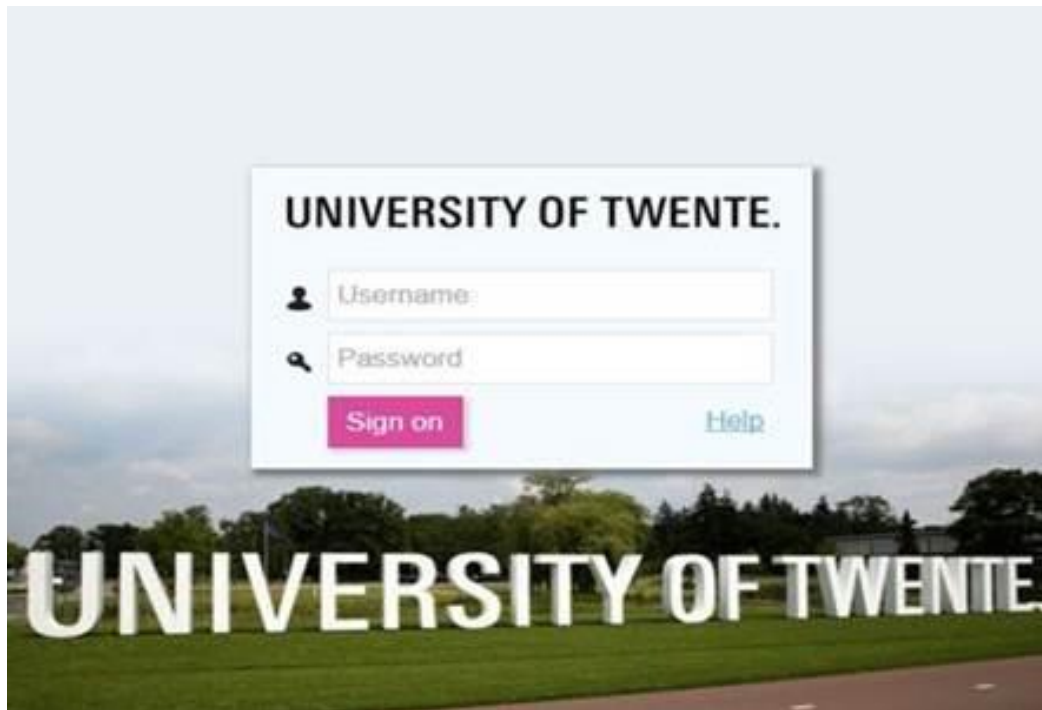 UNIVERSITY OF TWENTE.
Username
Password
Sign on Help
UNIVERSITY OF TWENTE.